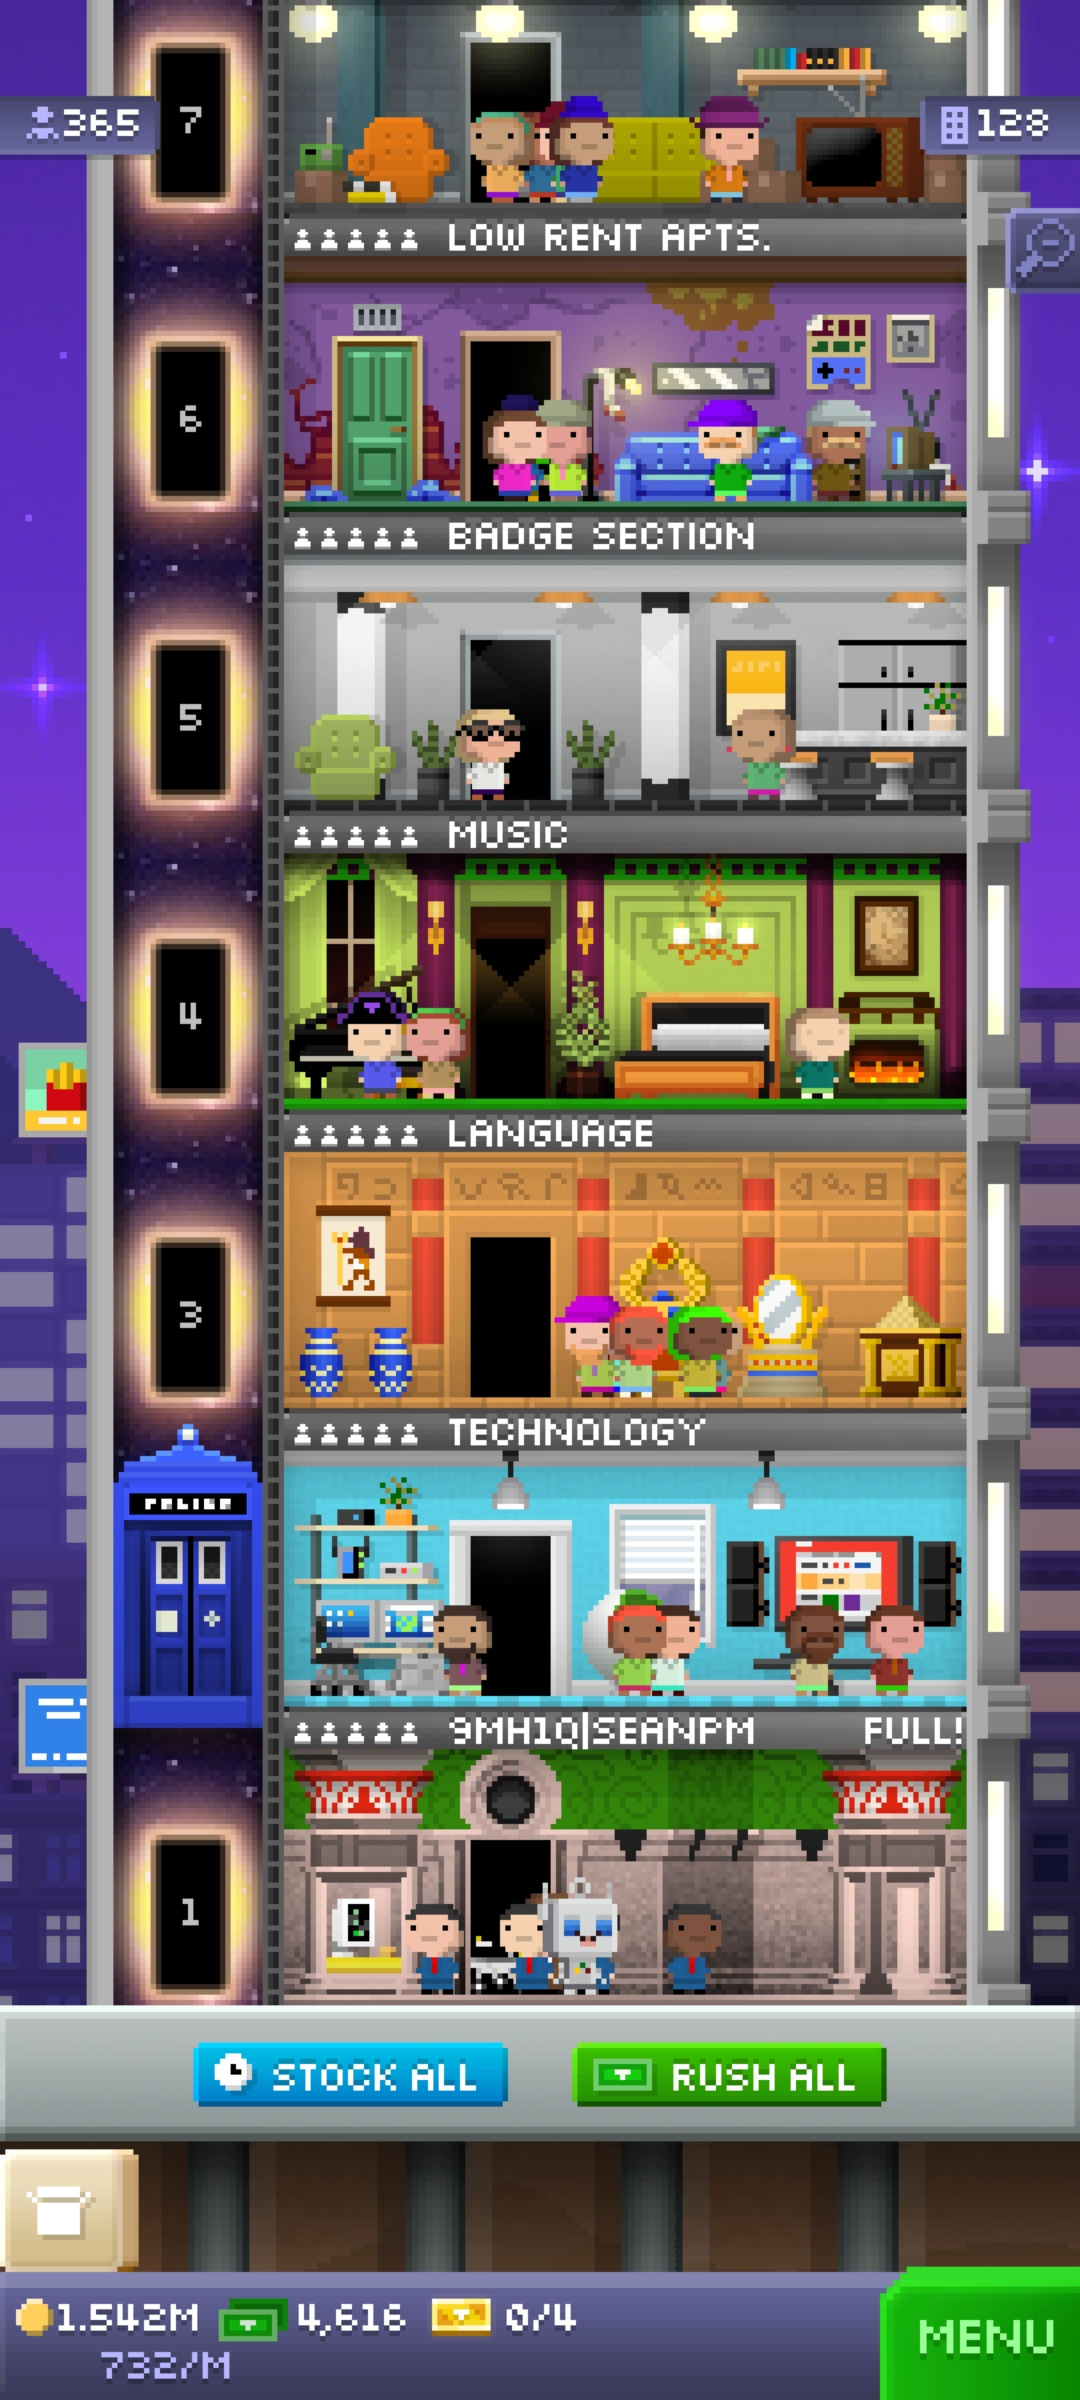 7
365
128
LOW RENT APTS.
6
BADGE SECTION
5
MUSIC
4
LANGUAGE
3
TECHNOLOGY
POLICE
9MH1Q|SEANPM FULL!
1
STOCK ALL
RUSH ALL
1.542M 4,616 0/4
732/M
MENU